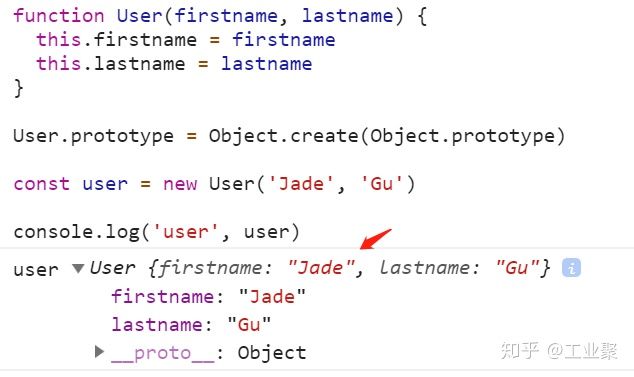 function User(firstname, lastname) {
  this.firstname = firstname
  this.lastname = lastname
}
User.prototype = Object.create(Object.prototype)
const user = new User('Jade', 'Gu')
console.log('user', user)
user ▼User {firstname: "Jade", lastname: "Gu"} i
firstname: "Jade"
lastname: "Gu"
▶__proto__: Object
知乎 @工业聚